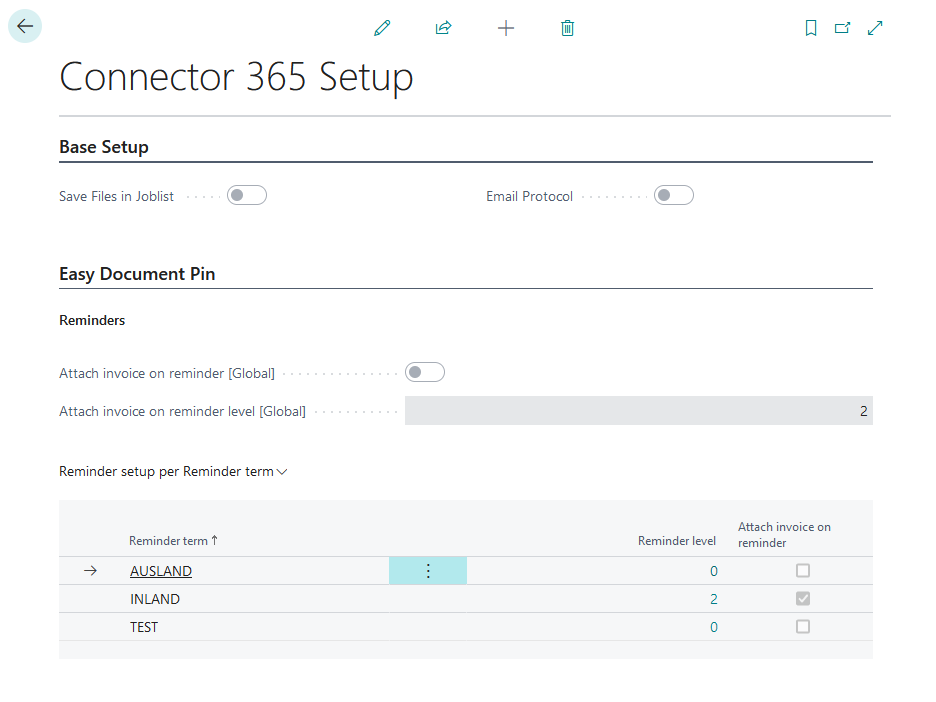 Connector 365 Setup
Base Setup
Save Files in Joblist
Email Protocol
Easy Document Pin
Reminders
Attach invoice on reminder [Global]
Attach invoice on reminder level [Global] 2
Reminder setup per Reminder term
Reminder term ↑ Reminder level Attach invoice on
reminder
AUSLAND 0
INLAND 2
TEST 0